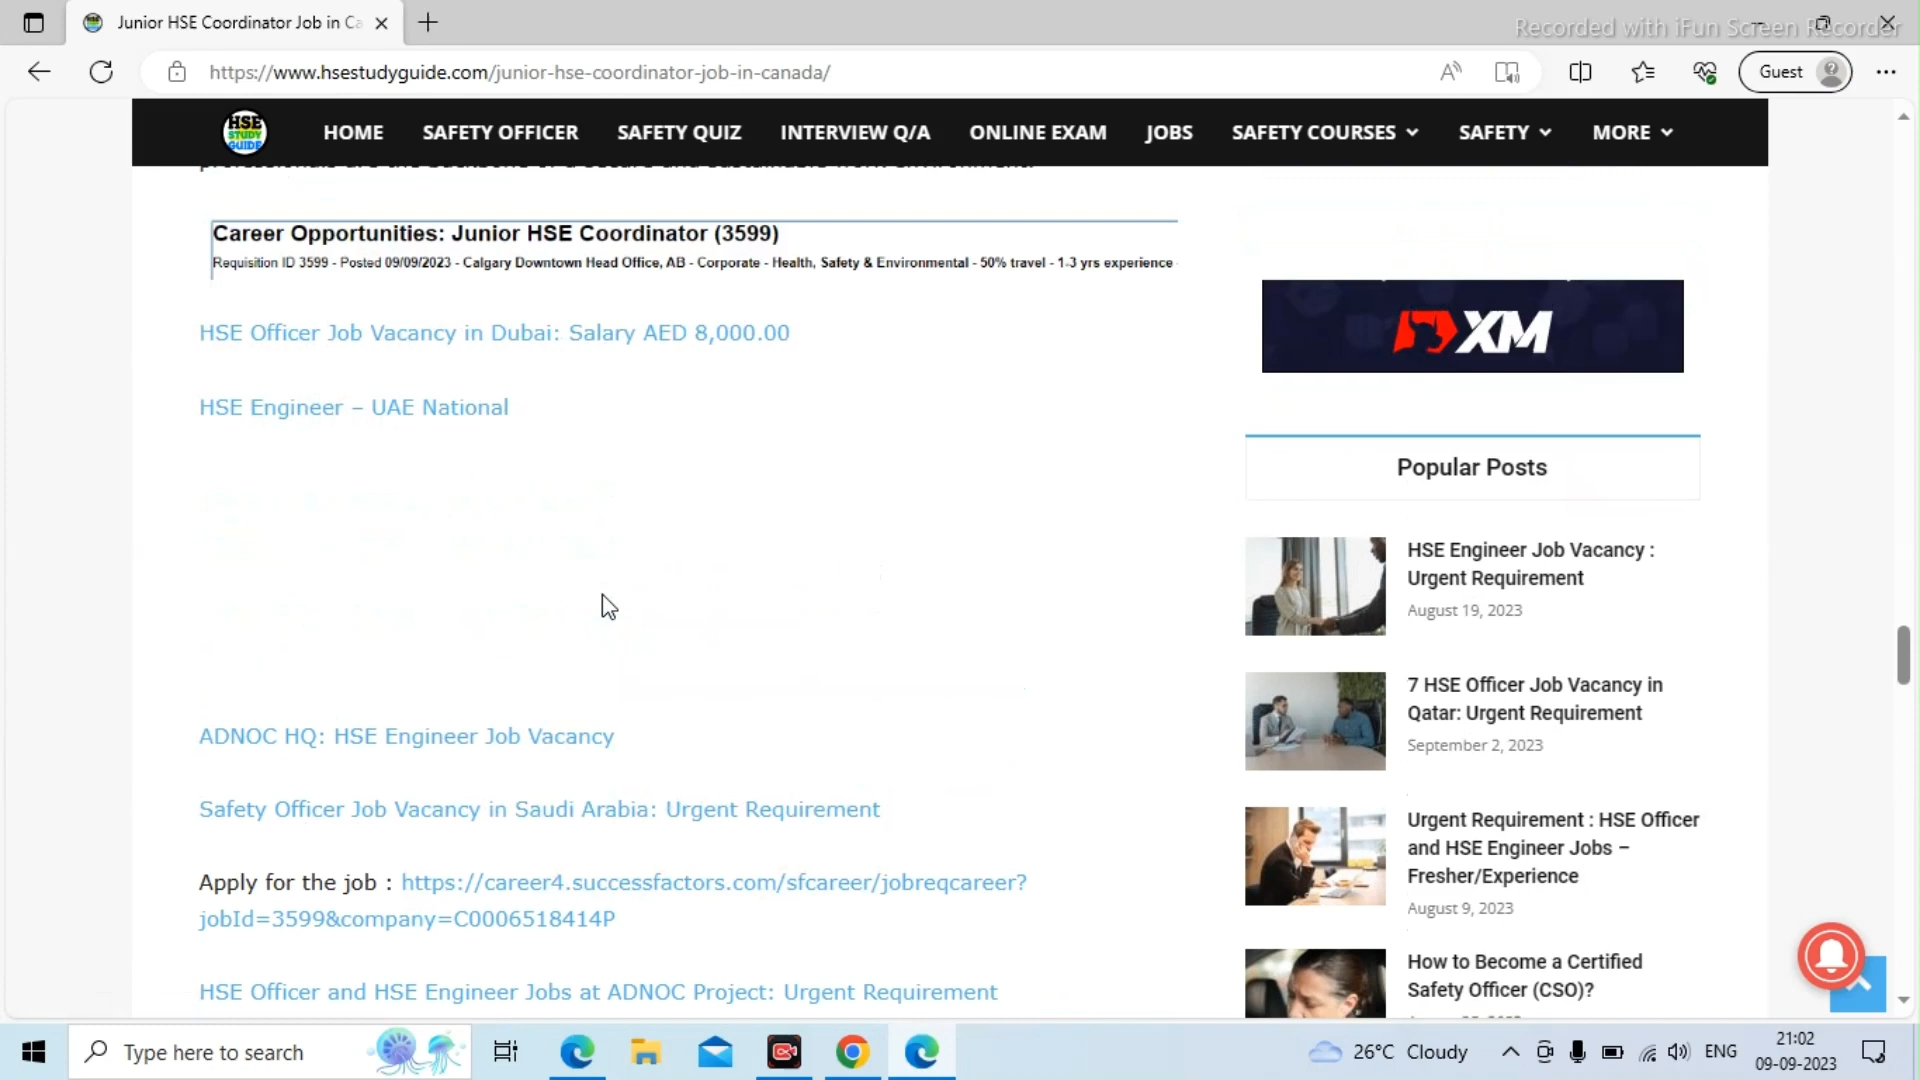 Junior HSE Coordinator Job in Ca
Recorded with iFun Screen Recorder
https://www.hsestudyguide.com/junior-hse-coordinator-job-in-canada/
Guest
HSE
STUDY
GUIDE
HOME
SAFETY OFFICER
SAFETY QUIZ
INTERVIEW Q/A
ONLINE EXAM
JOBS
SAFETY COURSES
SAFETY
MORE
Career Opportunities: Junior HSE Coordinator (3599)
Requisition ID 3599 - Posted 09/09/2023 - Calgary Downtown Head Office, AB - Corporate - Health, Safety & Environmental - 50% travel - 1-3 yrs experience
HSE Officer Job Vacancy in Dubai: Salary AED 8,000.00
HSE Engineer – UAE National
ADNOC HQ: HSE Engineer Job Vacancy
Safety Officer Job Vacancy in Saudi Arabia: Urgent Requirement
Apply for the job : https://career4.successfactors.com/sfcareer/jobreqcareer?
jobId=3599&company=C0006518414P
HSE Officer and HSE Engineer Jobs at ADNOC Project: Urgent Requirement
XM
Popular Posts
HSE Engineer Job Vacancy :
Urgent Requirement
August 19, 2023
7 HSE Officer Job Vacancy in
Qatar: Urgent Requirement
September 2, 2023
Urgent Requirement : HSE Officer
and HSE Engineer Jobs –
Fresher/Experience
August 9, 2023
How to Become a Certified
Safety Officer (CSO)?
Type here to search
26°C Cloudy
ENG
21:02
09-09-2023